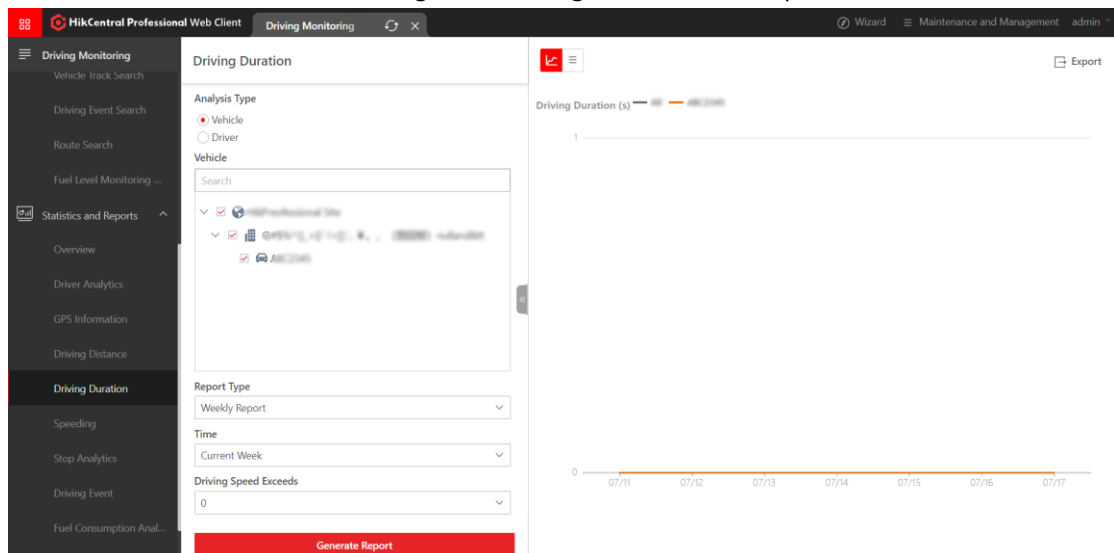 HikCentral Professional Web Client
Driving Monitoring
Wizard
Maintenance and Management
admin
Driving Monitoring
Vehicle Track Search
Driving Event Search
Route Search
Fuel Level Monitoring ...
Statistics and Reports
Overview
Driver Analytics
GPS Information
Driving Distance
Driving Duration
Speeding
Stop Analytics
Driving Event
Fuel Consumption Anal...
Driving Duration
Analysis Type
Vehicle
Driver
Vehicle
Search
Report Type
Weekly Report
Time
Current Week
Driving Speed Exceeds
0
Generate Report
Export
Driving Duration (s)
1
0
07/11 07/12 07/13 07/14 07/15 07/16 07/17